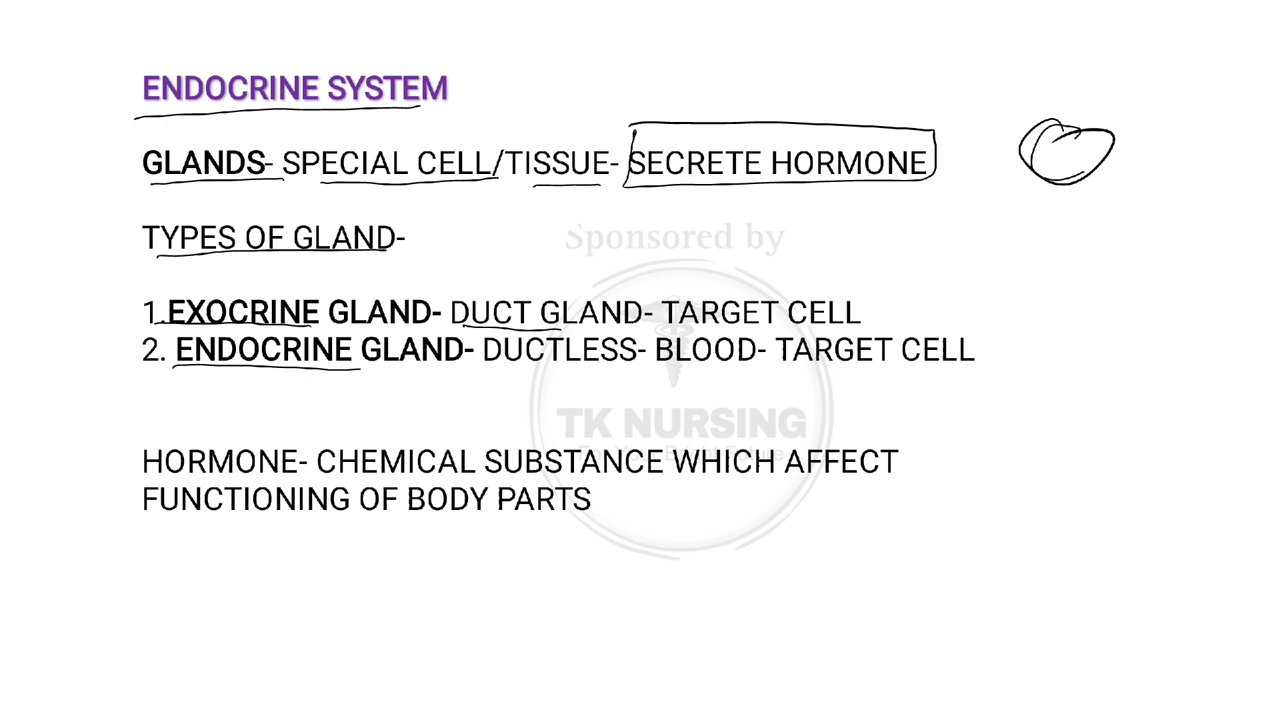 ENDOCRINE SYSTEM
GLANDS- SPECIAL CELL/TISSUE- SECRETE HORMONE
TYPES OF GLAND-
Sponsored by
1.EXOCRINE GLAND- DUCT GLAND- TARGET CELL
2. ENDOCRINE GLAND- DUCTLESS- BLOOD- TARGET CELL
TK NURSING
HORMONE- CHEMICAL SUBSTANCE WHICH AFFECT
FUNCTIONING OF BODY PARTS